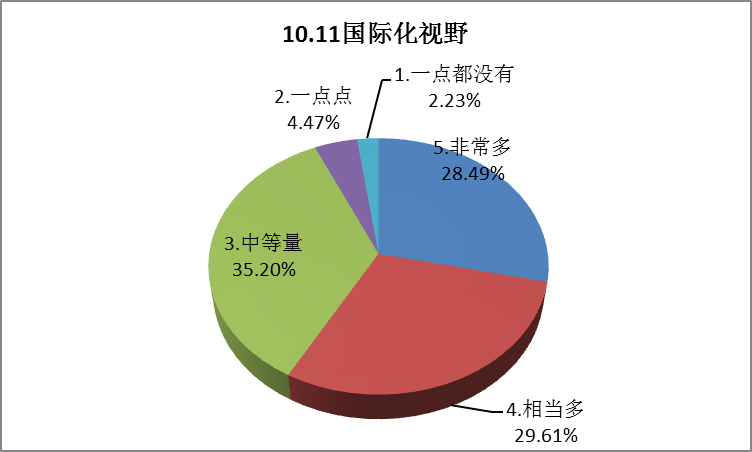 10.11国际化视野
1.一点都没有
2.23%
2.一点点
4.47%
5.非常多
28.49%
3.中等量
35.20%
4.相当多
29.61%